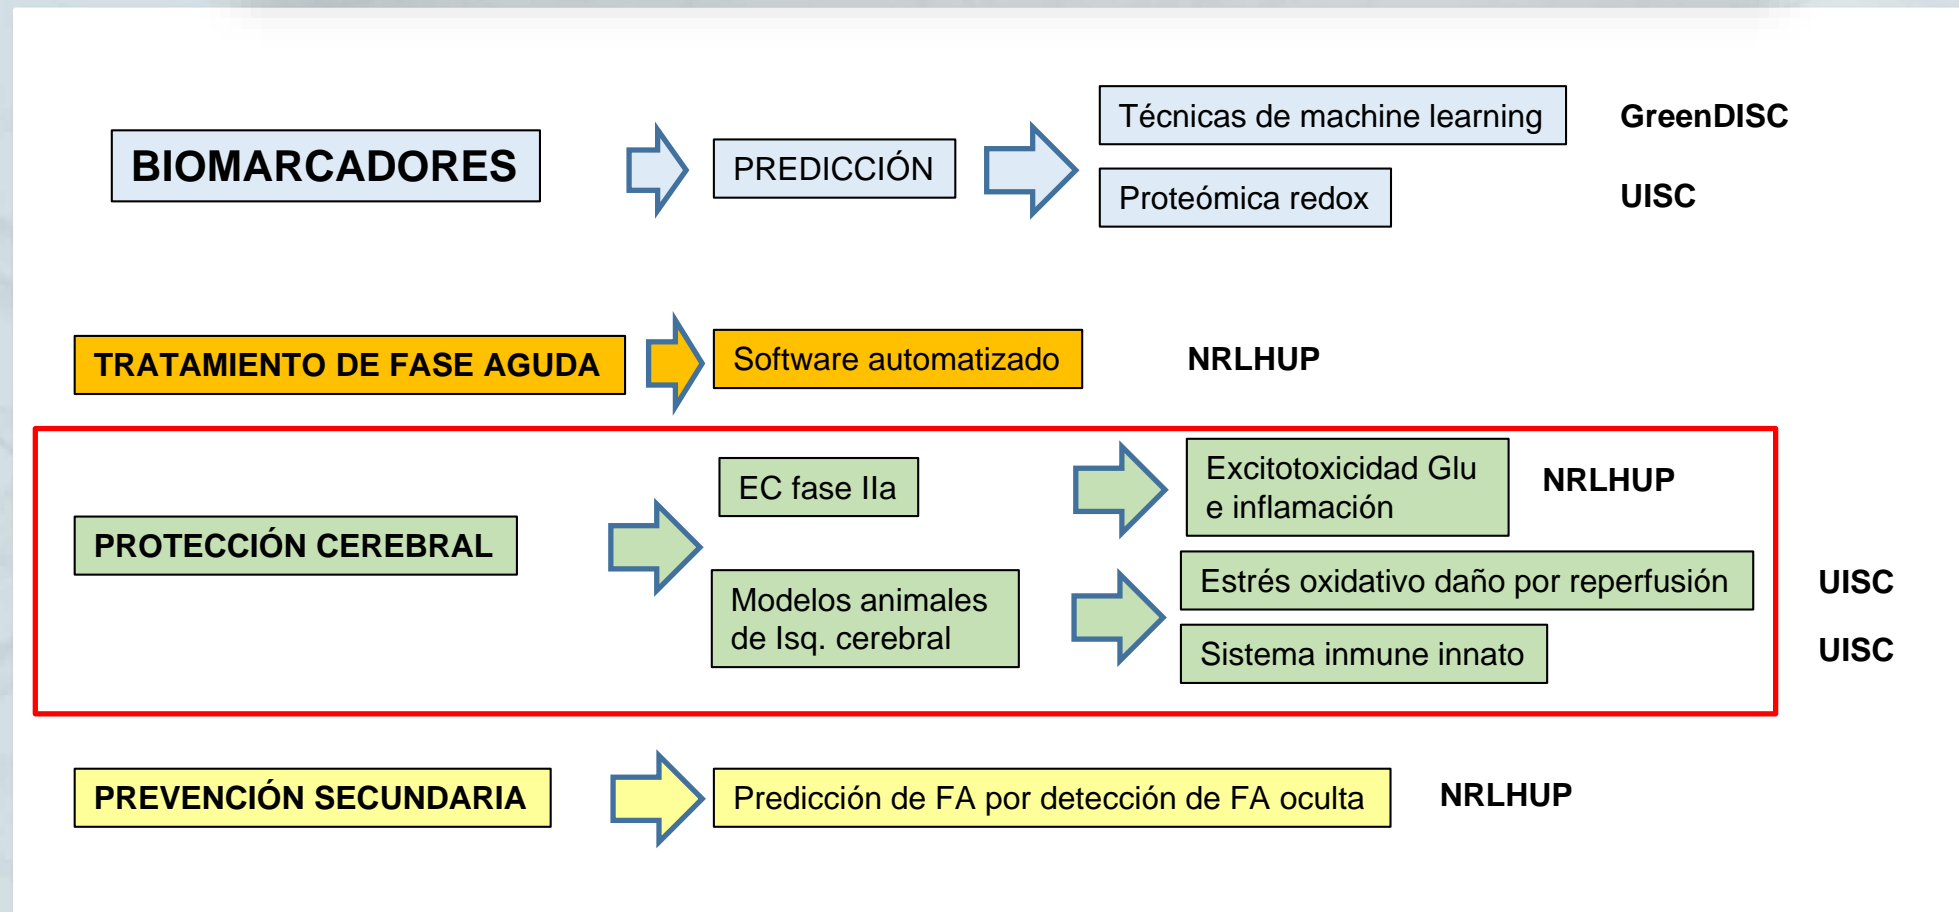 BIOMARCADORES
PREDICCIÓN
Técnicas de machine learning
GreenDISC
Proteómica redox
UISC
TRATAMIENTO DE FASE AGUDA
Software automatizado
NRLHUP
PROTECCIÓN CEREBRAL
EC fase IIa
Excitotoxicidad Glu
e inflamación
NRLHUP
Modelos animales
de Isq. cerebral
Estrés oxidativo daño por reperfusión
UISC
Sistema inmune innato
UISC
PREVENCIÓN SECUNDARIA
Predicción de FA por detección de FA oculta
NRLHUP